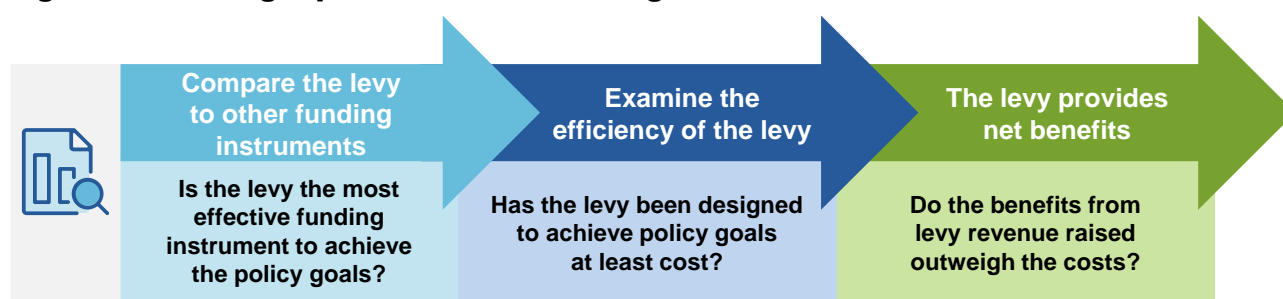 Compare the levy
to other funding
instruments
Is the levy the most
effective funding
instrument to achieve
the policy goals?
Examine the
efficiency of the levy
Has the levy been designed
to achieve policy goals
at least cost?
The levy provides
net benefits
Do the benefits from
levy revenue raised
outweigh the costs?